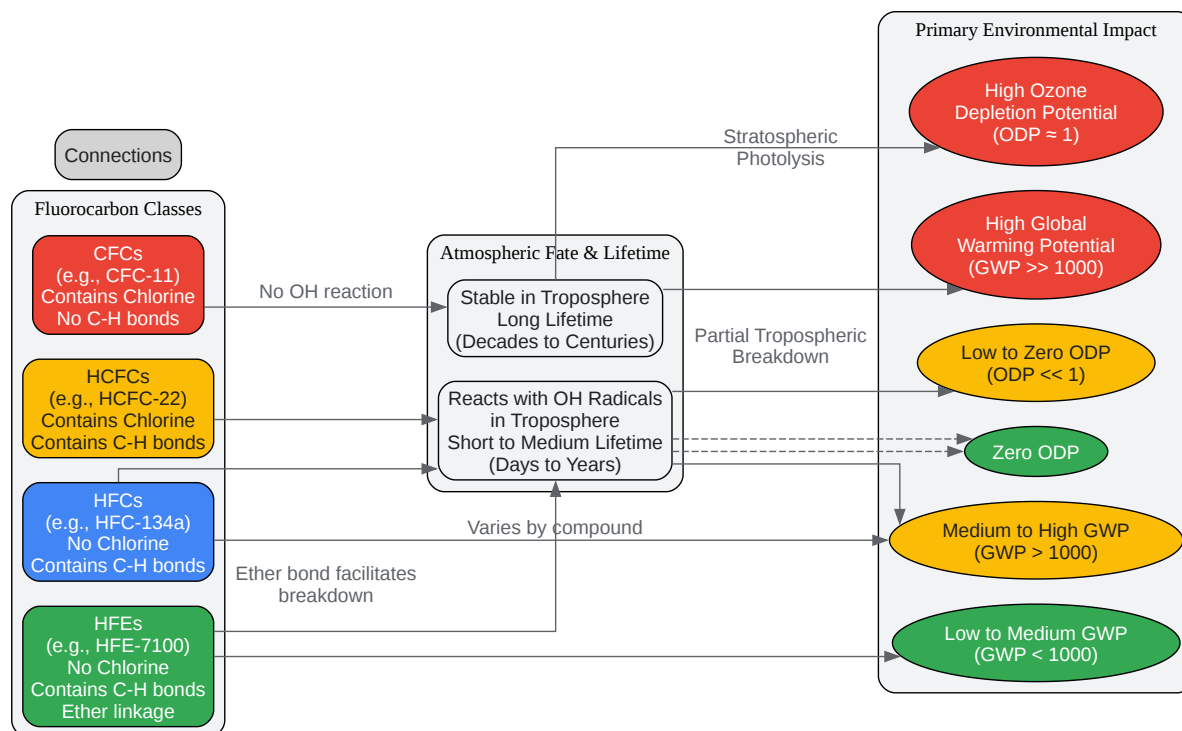 Connections
Fluorocarbon Classes
CFCs
(e.g., CFC-11)
Contains Chlorine
No C-H bonds
HCFCs
(e.g., HCFC-22)
Contains Chlorine
Contains C-H bonds
HFCs
(e.g., HFC-134a)
No Chlorine
Contains C-H bonds
HFEs
(e.g., HFE-7100)
No Chlorine
Contains C-H bonds
Ether linkage
No OH reaction
Varies by compound
Ether bond facilitates
breakdown
Atmospheric Fate & Lifetime
Stable in Troposphere
Long Lifetime
(Decades to Centuries)
Reacts with OH Radicals
in Troposphere
Short to Medium Lifetime
(Days to Years)
Stratospheric
Photolysis
Partial Tropospheric
Breakdown
Primary Environmental Impact
High Ozone
Depletion Potential
(ODP ≈ 1)
High Global
Warming Potential
(GWP >> 1000)
Low to Zero ODP
(ODP << 1)
Zero ODP
Medium to High GWP
(GWP > 1000)
Low to Medium GWP
(GWP < 1000)